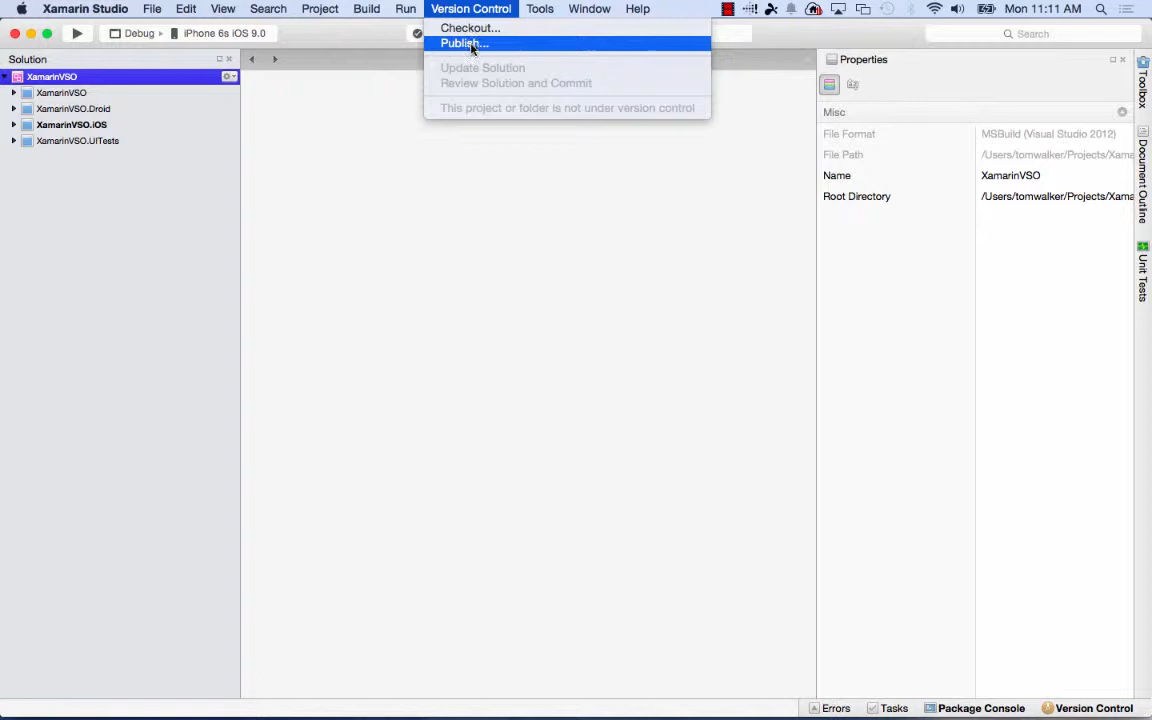 Xamarin Studio File Edit View Search Project Build Run Version Control Tools Window Help Mon 11:11 AM
Debug iPhone 6s iOS 9.0
Search
Checkout...
Publish...
Update Solution
Review Solution and Commit
This project or folder is not under version control
Solution
XamarinVSO
XamarinVSO
XamarinVSO.Droid
XamarinVSO.iOS
XamarinVSO.UITests
Properties
Misc
File Format MSBuild (Visual Studio 2012)
File Path /Users/tomwalker/Projects/Xama
Name XamarinVSO
Root Directory /Users/tomwalker/Projects/Xama
Toolbox
Document Outline
Unit Tests
Errors Tasks Package Console Version Control